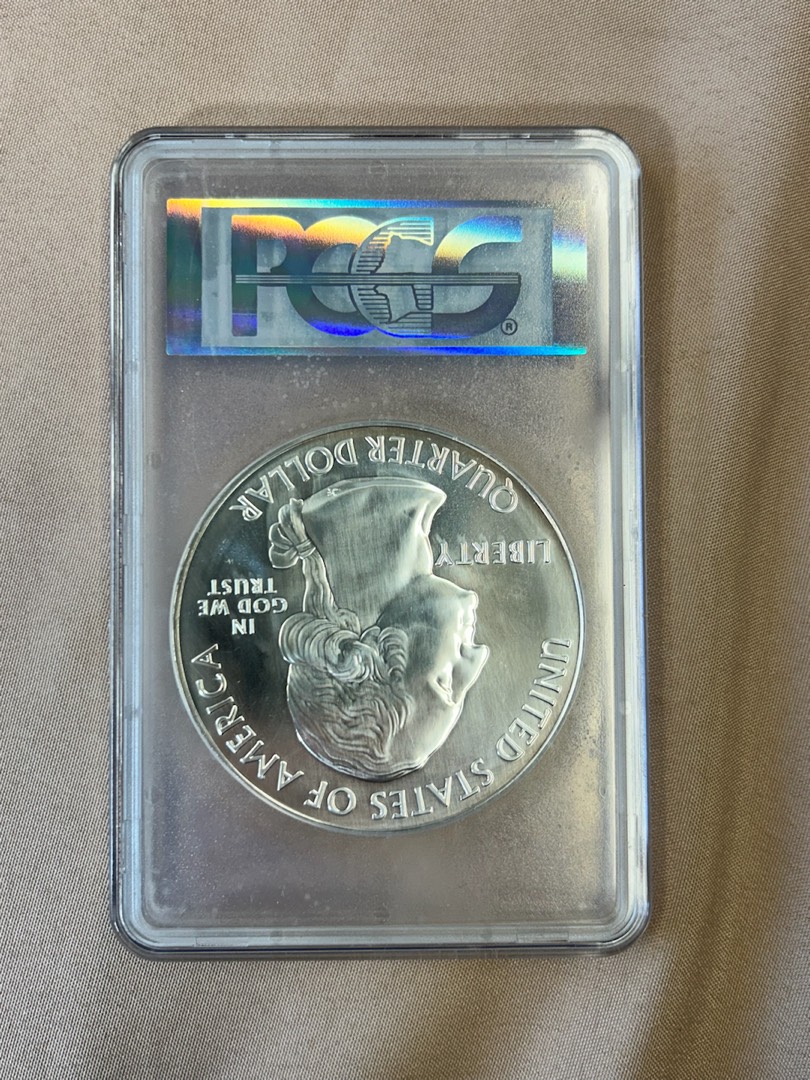 PCGS®
UNITED STATES OF AMERICA
LIBERTY
IN
GOD WE
TRUST
QUARTER DOLLAR